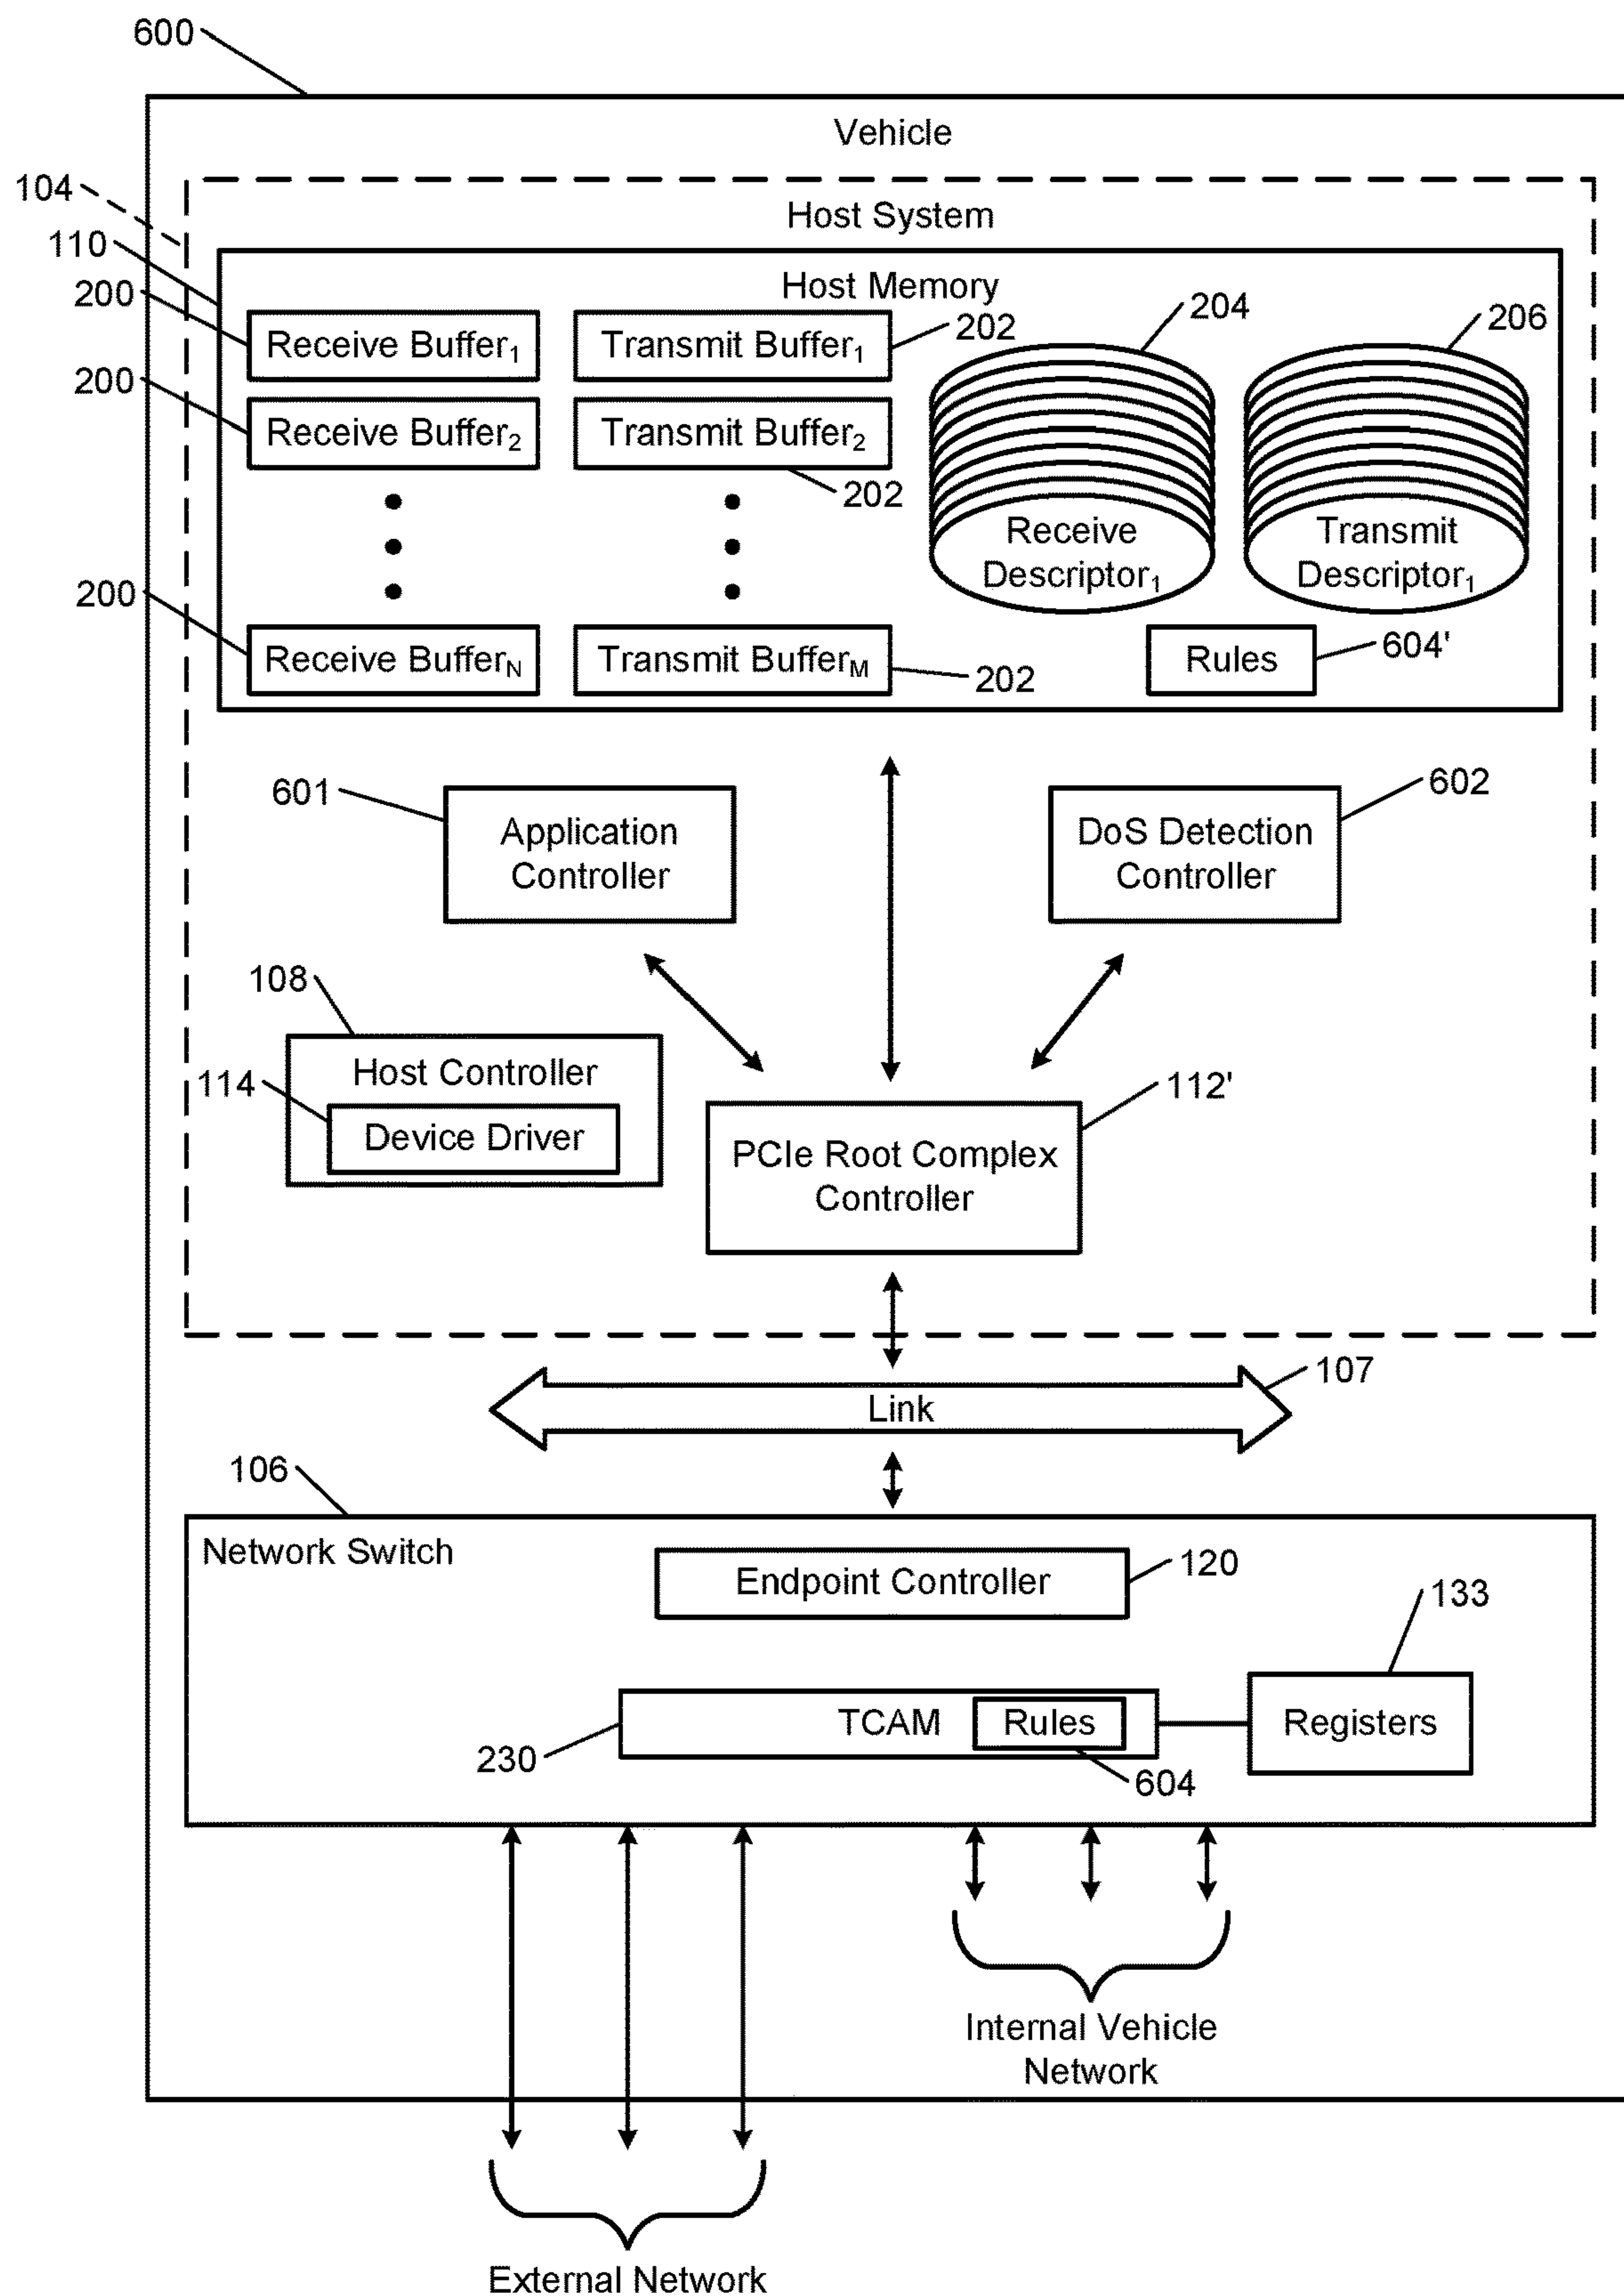 600
Vehicle
104
Host System
110
Host Memory
200
Receive Buffer1
Transmit Buffer1
202
204
206
200
Receive Buffer2
Transmit Buffer2
202
Receive
Descriptor1
Transmit
Descriptor1
200
Receive BufferN
Transmit BufferM
202
Rules
604'
601
Application
Controller
DoS Detection
Controller
602
108
Host Controller
114
Device Driver
PCIe Root Complex
Controller
112'
Link
107
106
Network Switch
Endpoint Controller
120
133
TCAM
Rules
Registers
230
604
Internal Vehicle
Network
External Network